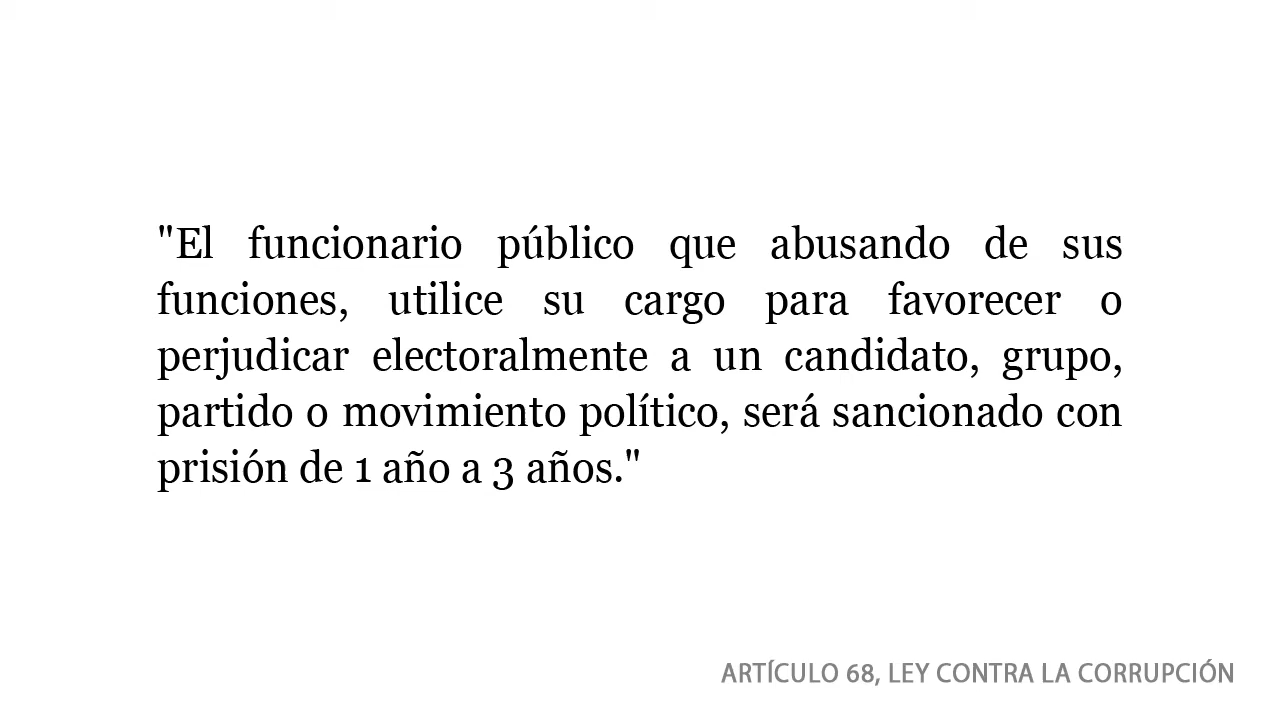 "El funcionario público que abusando de sus
funciones, utilice su cargo para favorecer o
perjudicar electoralmente a un candidato, grupo,
partido o movimiento político, será sancionado con
prisión de 1 año a 3 años."
ARTÍCULO 68, LEY CONTRA LA CORRUPCIÓN